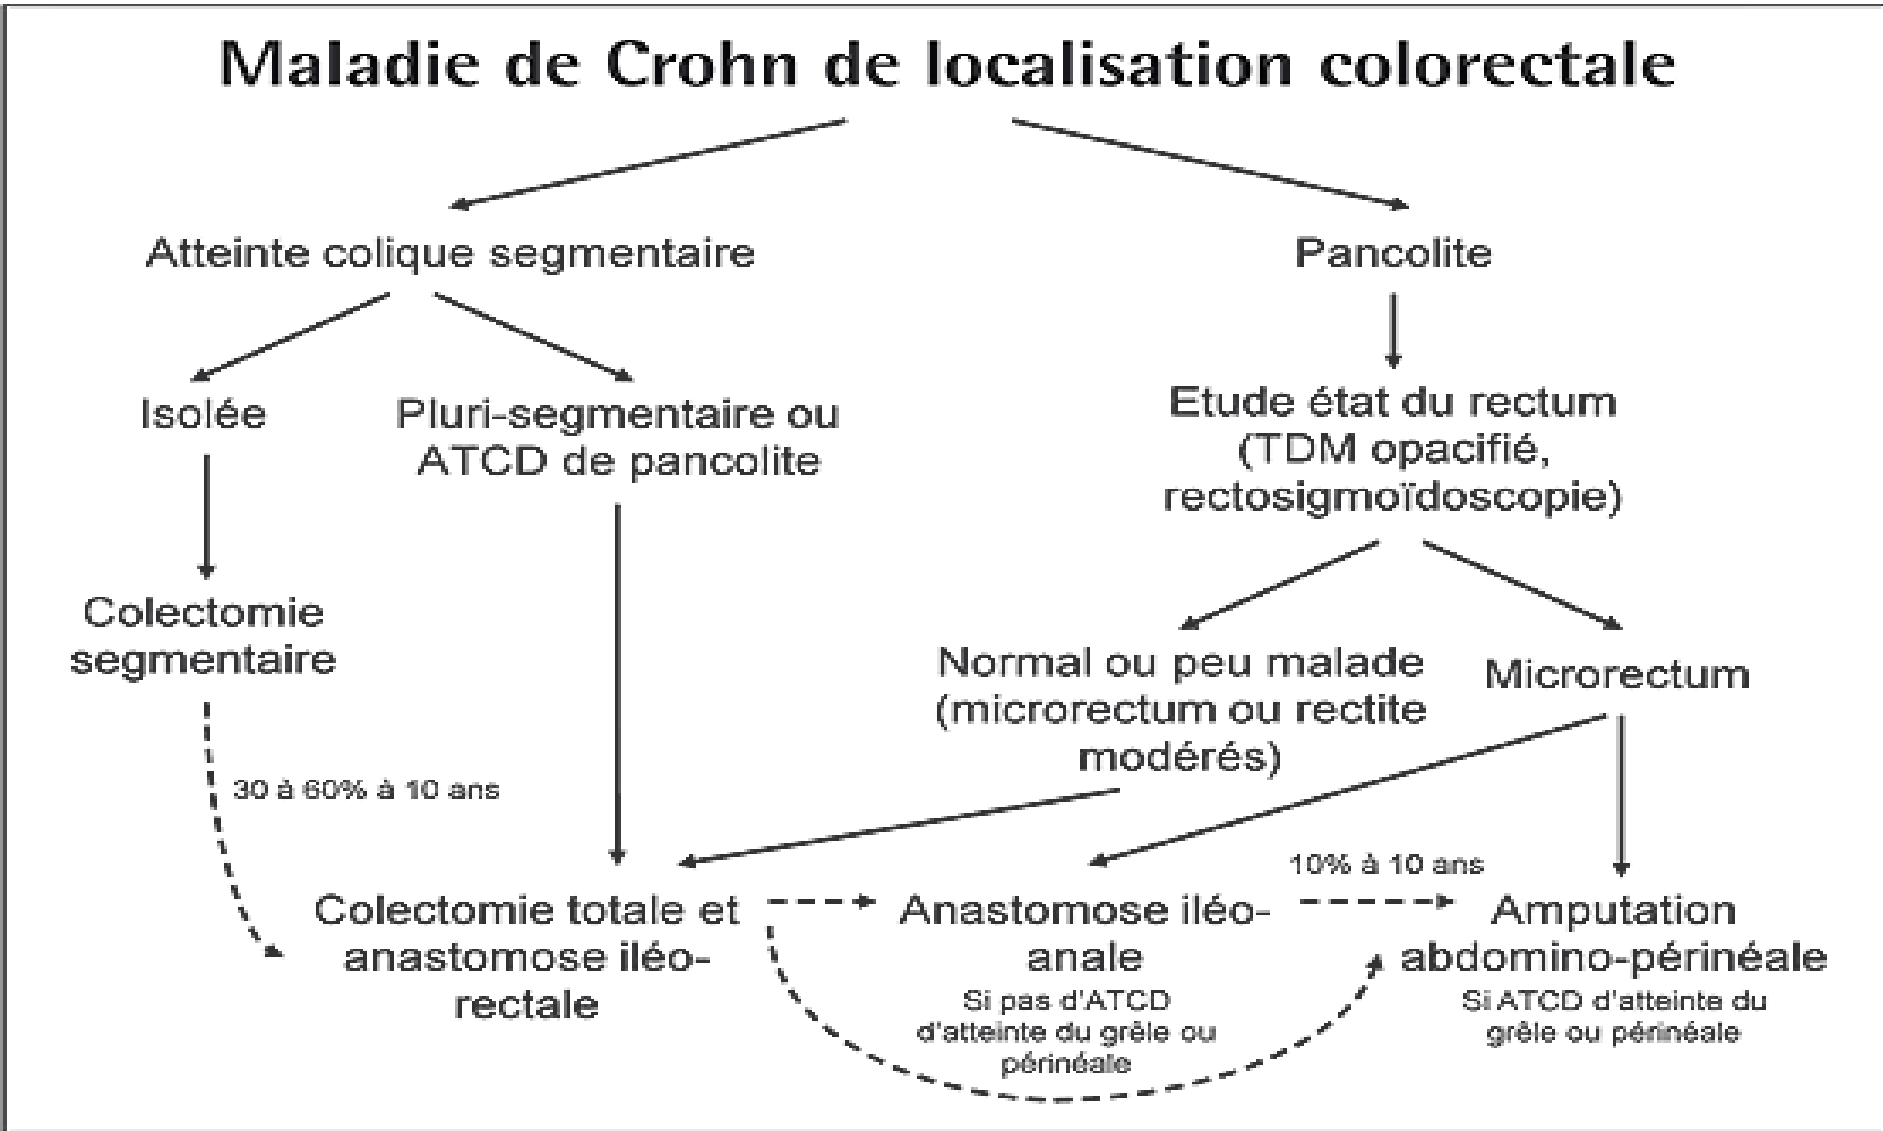 Maladie de Crohn de localisation colorectale
Atteinte colique segmentaire
Pancolite
Isolée
Pluri-segmentaire ou
ATCD de pancolite
Etude état du rectum
(TDM opacifié,
rectosigmoïdoscopie)
Colectomie
segmentaire
Normal ou peu malade
(microrectum ou rectite
modérés)
Microrectum
30 à 60% à 10 ans
10% à 10 ans
Colectomie totale et
anastomose iléo-
rectale
Anastomose iléo-
anale
Si pas d'ATCD
d'atteinte du grêle ou
périnéale
Amputation
abdomino-périnéale
Si ATCD d'atteinte du
grêle ou périnéale